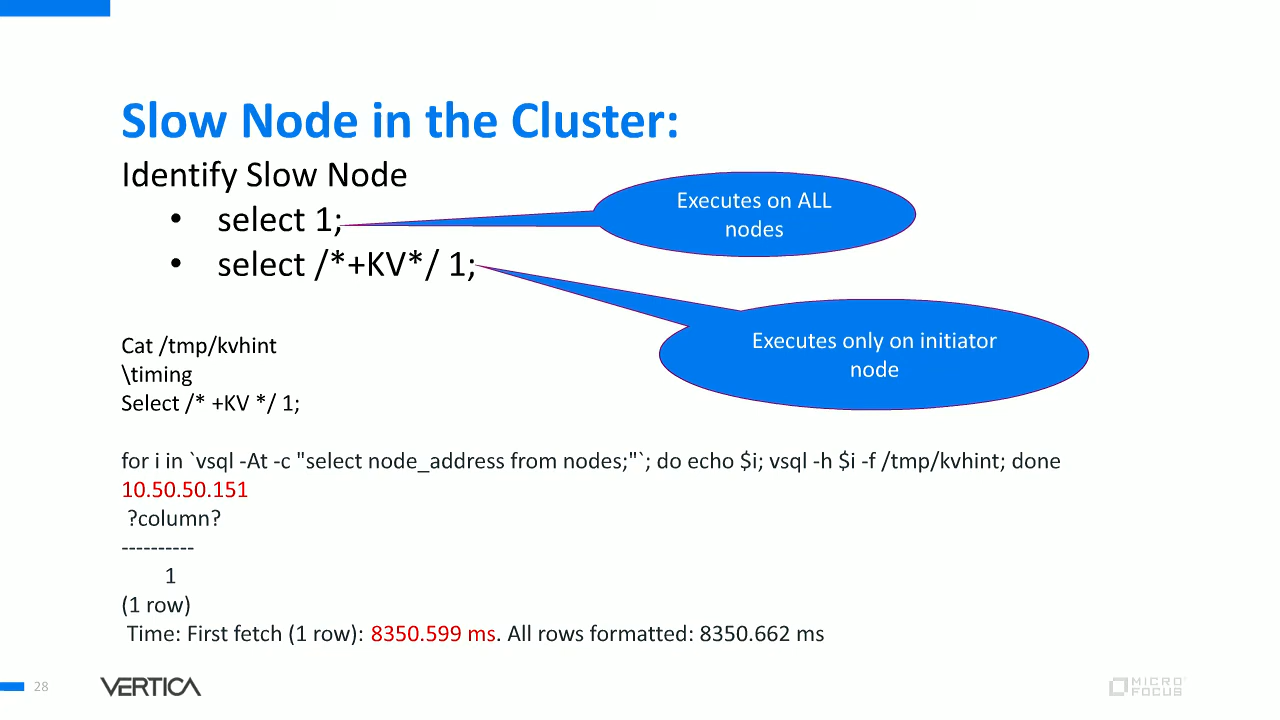 Slow Node in the Cluster:
Identify Slow Node
• select 1;
Executes on ALL
nodes
• select /*+KV*/ 1;
Executes only on initiator
node
Cat /tmp/kvhint
\timing
Select /* +KV */ 1;
for i in `vsql -At -c "select node_address from nodes;"`; do echo $i; vsql -h $i -f /tmp/kvhint; done
10.50.50.151
?column?
----------
1
(1 row)
Time: First fetch (1 row): 8350.599 ms. All rows formatted: 8350.662 ms
28
VERTICA
MICRO
FOCUS